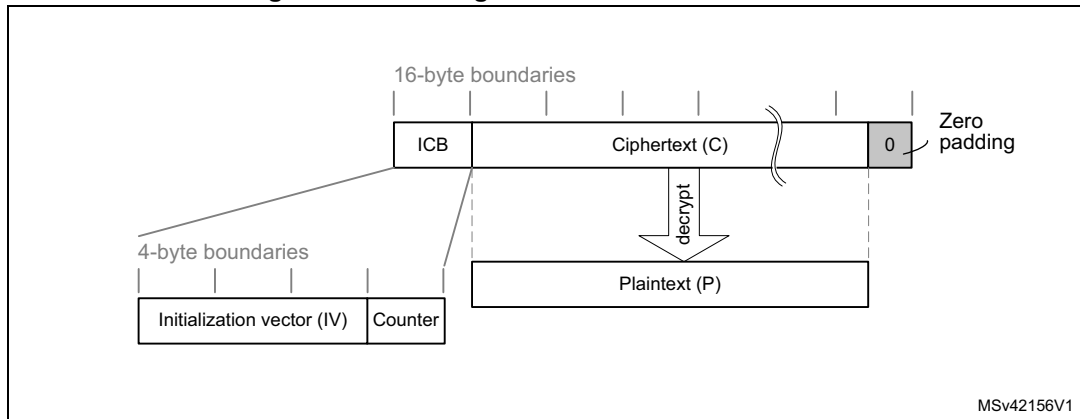 16-byte boundaries
ICB
Ciphertext (C)
0
Zero
padding
decrypt
4-byte boundaries
Initialization vector (IV)
Counter
Plaintext (P)
MSv42156V1